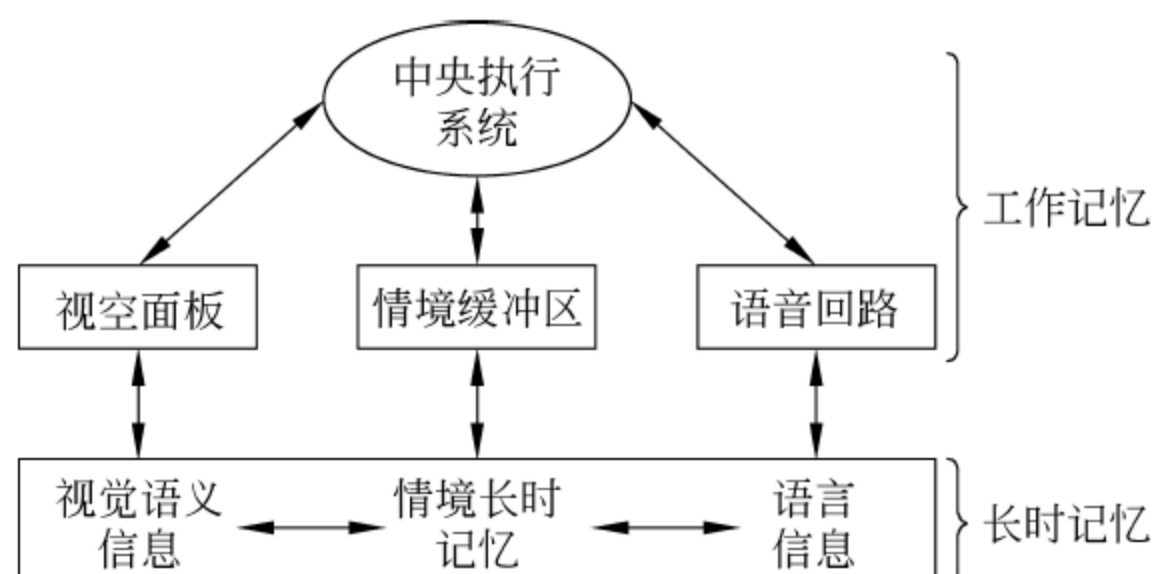 中央执行
系统
工作记忆
视空面板
情境缓冲区
语音回路
视觉语义
信息
情境长时
记忆
语言
信息
长时记忆